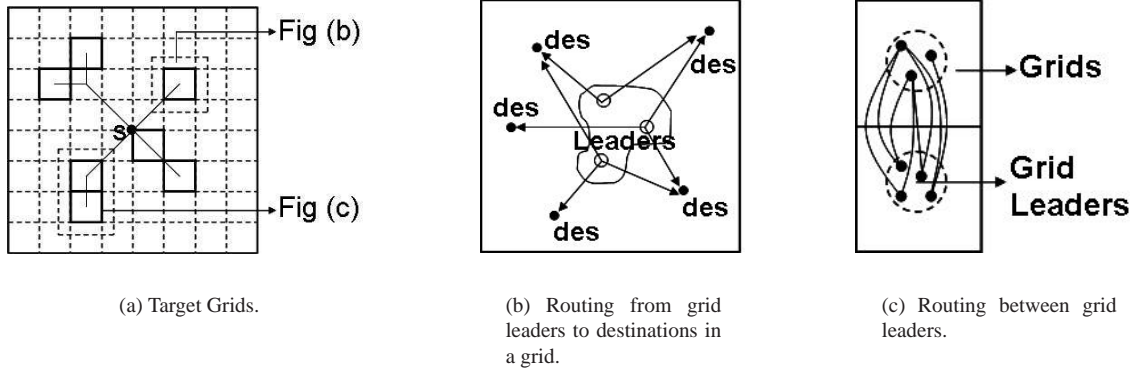 Fig (b)
s
Fig (c)
(a) Target Grids.
des
des
des
Leaders
des
des
(b) Routing from grid
leaders to destinations in
a grid.
Grids
Grid
Leaders
(c) Routing between grid
leaders.